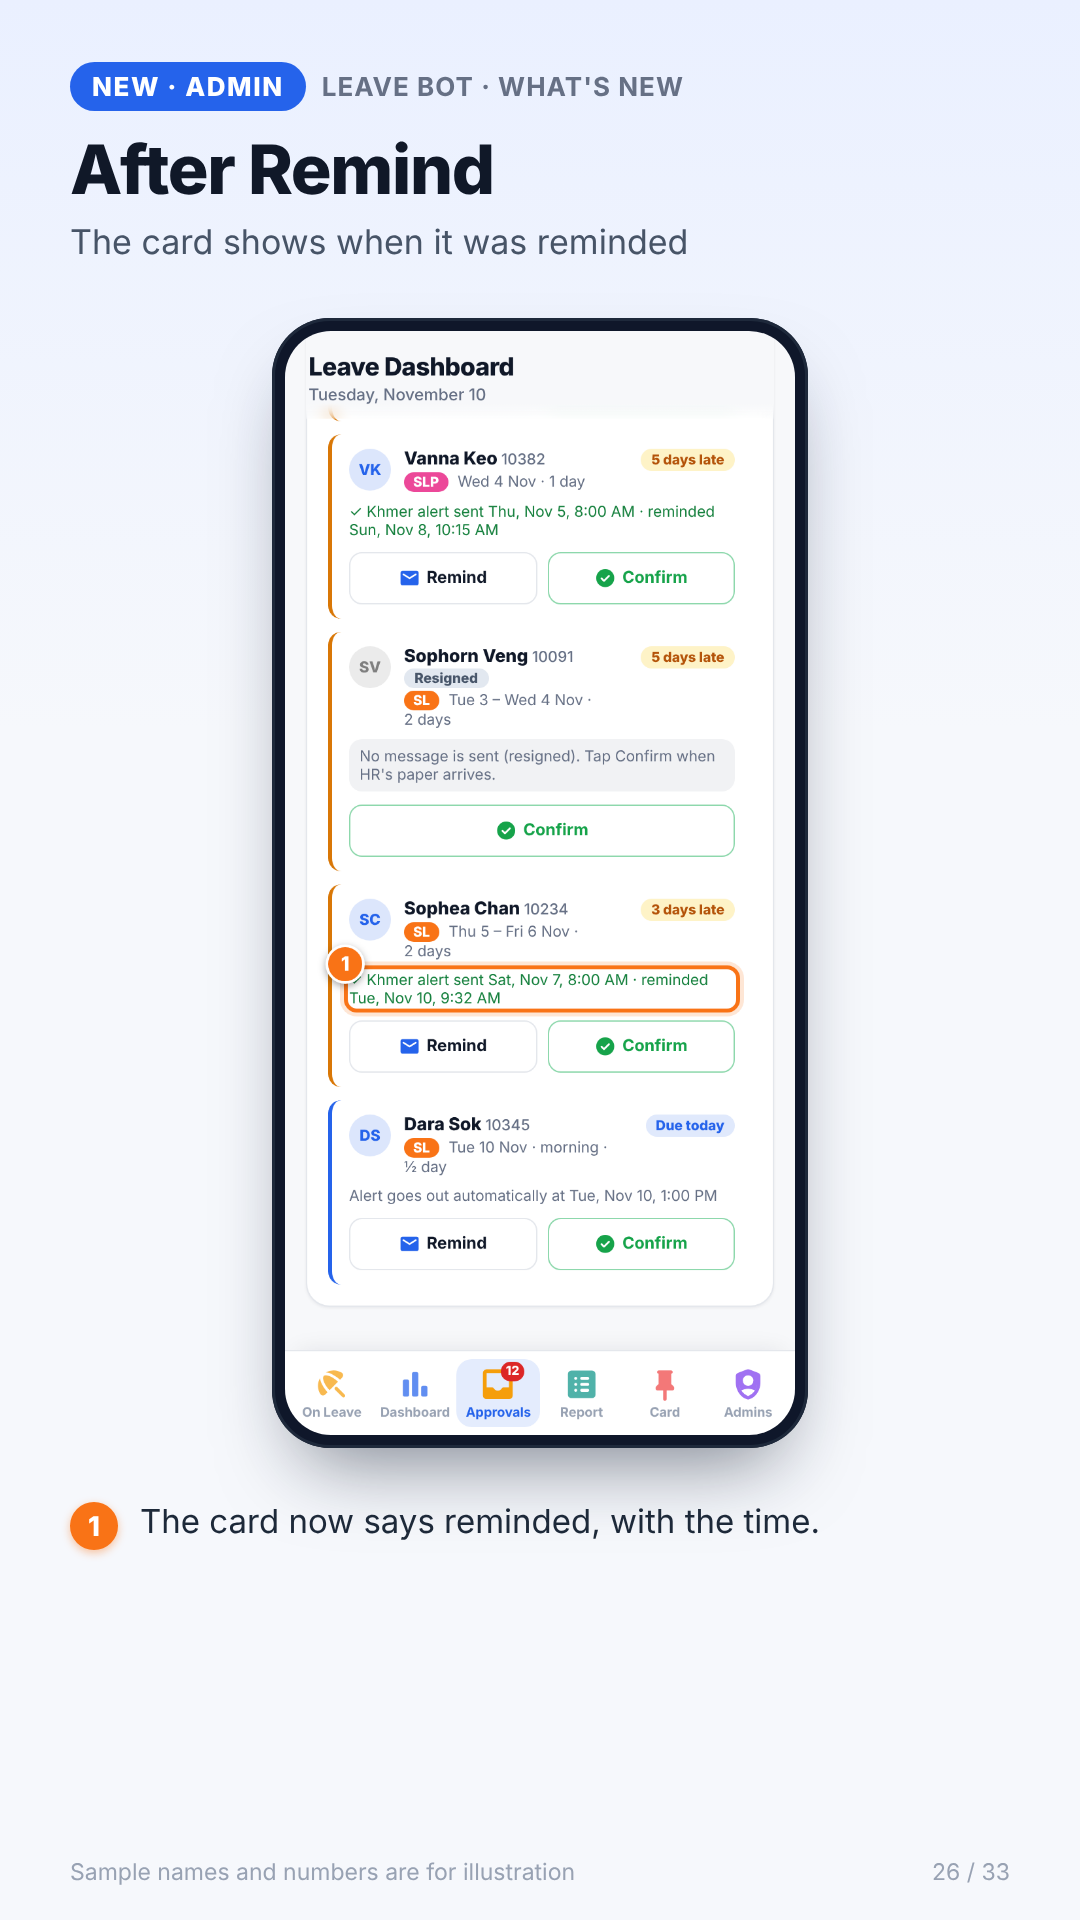 NEW · ADMIN LEAVE BOT · WHAT'S NEW
After Remind
The card shows when it was reminded
Leave Dashboard
Tuesday, November 10
VK Vanna Keo 10382 5 days late
SLP Wed 4 Nov · 1 day
✓ Khmer alert sent Thu, Nov 5, 8:00 AM · reminded
Sun, Nov 8, 10:15 AM
Remind Confirm
SV Sophorn Veng 10091 5 days late
Resigned
SL Tue 3 – Wed 4 Nov ·
2 days
No message is sent (resigned). Tap Confirm when
HR's paper arrives.
Confirm
SC Sophea Chan 10234 3 days late
SL Thu 5 – Fri 6 Nov ·
2 days
1
✓ Khmer alert sent Sat, Nov 7, 8:00 AM · reminded
Tue, Nov 10, 9:32 AM
Remind Confirm
DS Dara Sok 10345 Due today
SL Tue 10 Nov · morning ·
½ day
Alert goes out automatically at Tue, Nov 10, 1:00 PM
Remind Confirm
12
On Leave Dashboard Approvals Report Card Admins
1 The card now says reminded, with the time.
Sample names and numbers are for illustration 26 / 33